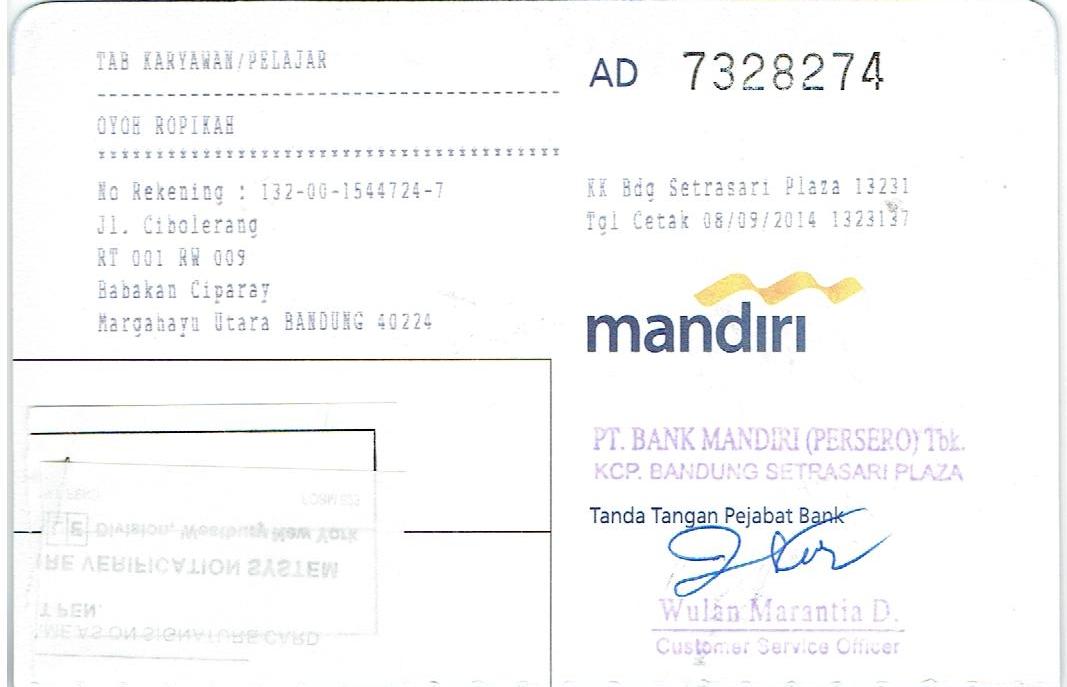 TAB KARYAWAN/PELAJAR
OYOH ROPIKAH
No Rekening : 132-00-1544724-7
Jl. Cibolerang
RT 001 RW 009
Babakan Ciparay
Margahayu Utara BANDUNG 40224
AD 7328274
KK Bdg Setrasari Plaza 13231
Tgl Cetak 08/09/2014 1323137
mandiri
PT. BANK MANDIRI (PERSERO) Tbk.
KCP. BANDUNG SETRASARI PLAZA
Tanda Tangan Pejabat Bank
Wulan Marantia D.
Customer Service Officer
ME AS ON SIGNATURE CARD
T PEN.
RE VERIFICATION SYSTEM
LE Division, Westbury New York